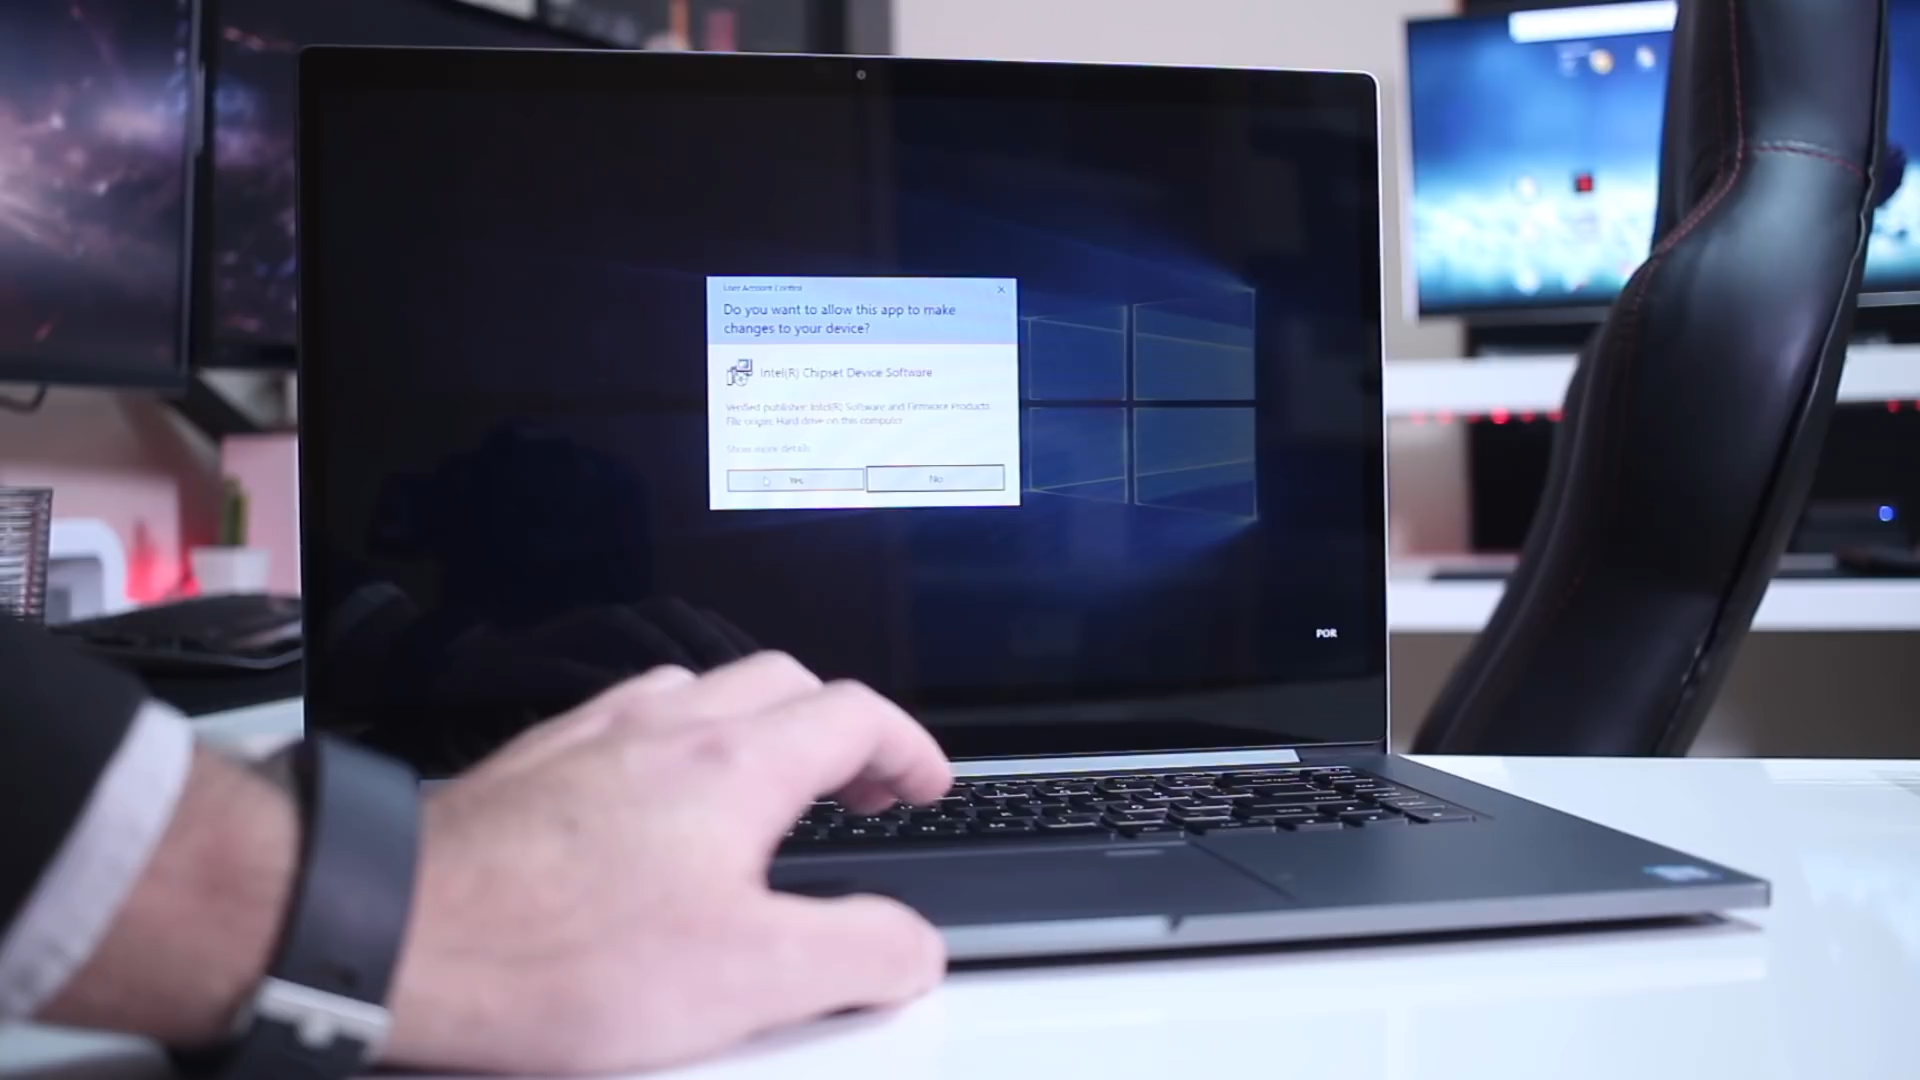 User Account Control
Do you want to allow this app to make
changes to your device?
Intel(R) Chipset Device Software
Verified publisher: Intel(R) Software and Firmware Products
File origin: Hard drive on this computer
Show more details
Yes
No
POR